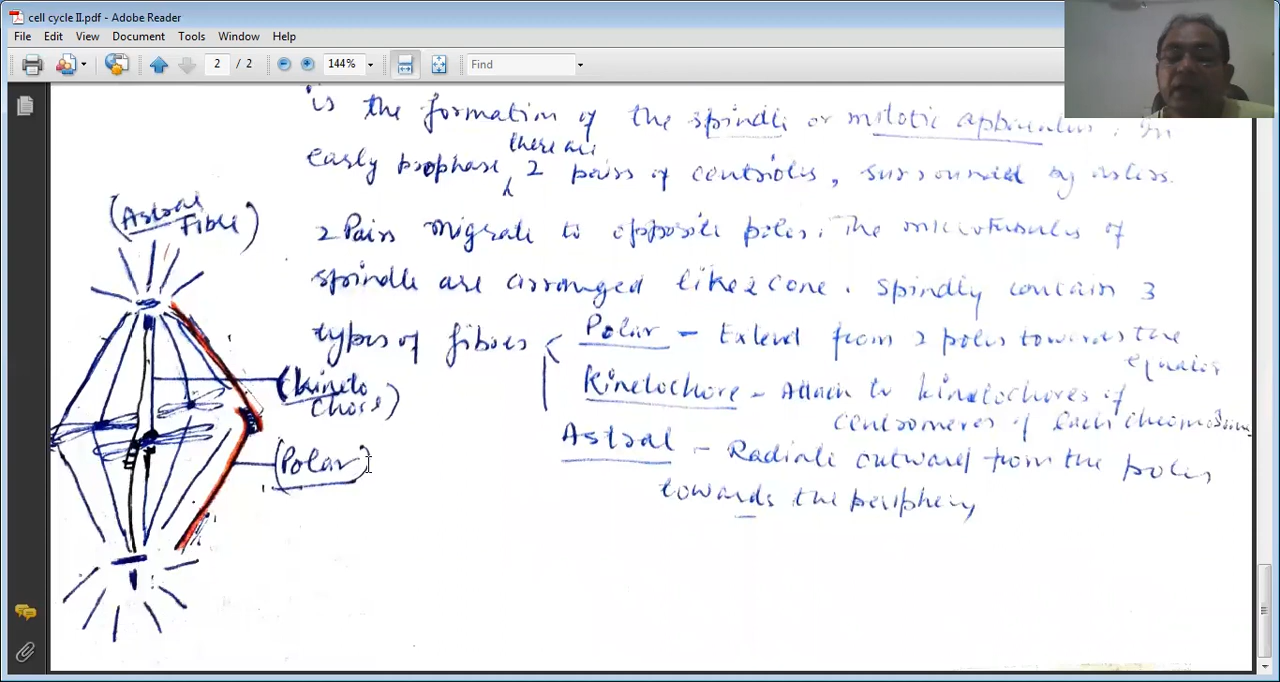 cell cycle II.pdf - Adobe Reader
File Edit View Document Tools Window Help
2 / 2 144% Find
is the formation of the spindle or mitotic apparatus. In
there are
early prophase 2 pairs of centrioles, surrounded by asters.
2 Pairs migrate to opposite poles. The microtubules of
spindle are arranged like 2 cone. Spindly contain 3
types of fibres Polar - Extend from 2 poles towards the
equator
Kinetochore - Attach to kinetochores of
centromeres of each chromosome
Astral - Radiate outward from the poles
towards the periphery
(Astral
Fibre)
(Kineto
chore)
(Polar)